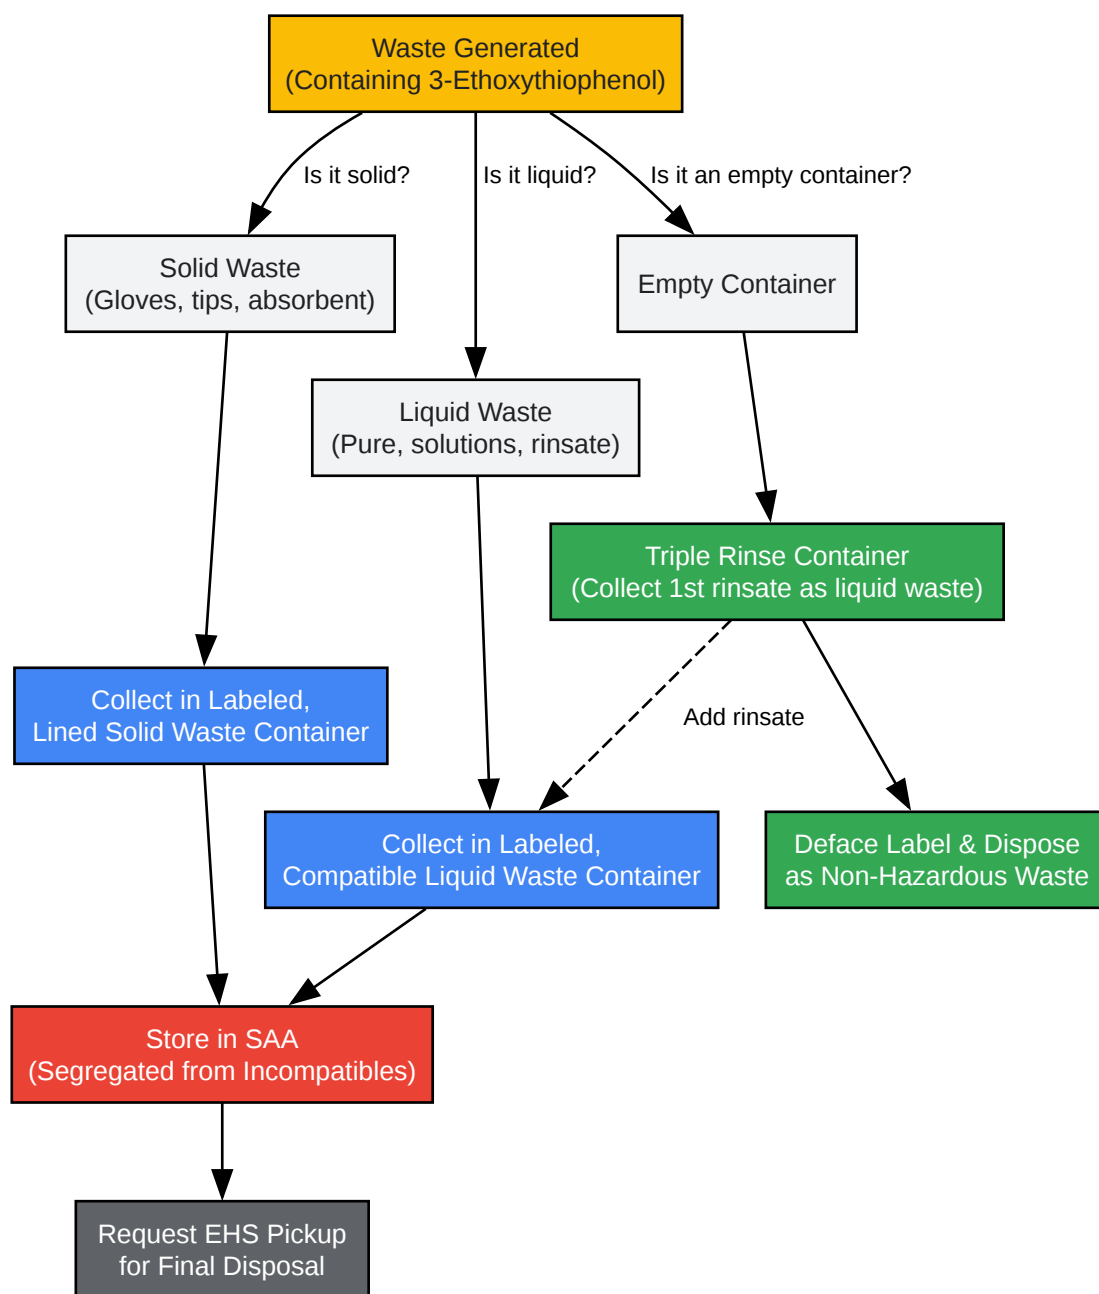 Waste Generated
(Containing 3-Ethoxythiophenol)
Is it solid?
Is it liquid?
Is it an empty container?
Solid Waste
(Gloves, tips, absorbent)
Empty Container
Liquid Waste
(Pure, solutions, rinsate)
Triple Rinse Container
(Collect 1st rinsate as liquid waste)
Collect in Labeled,
Lined Solid Waste Container
Add rinsate
Collect in Labeled,
Compatible Liquid Waste Container
Deface Label & Dispose
as Non-Hazardous Waste
Store in SAA
(Segregated from Incompatibles)
Request EHS Pickup
for Final Disposal